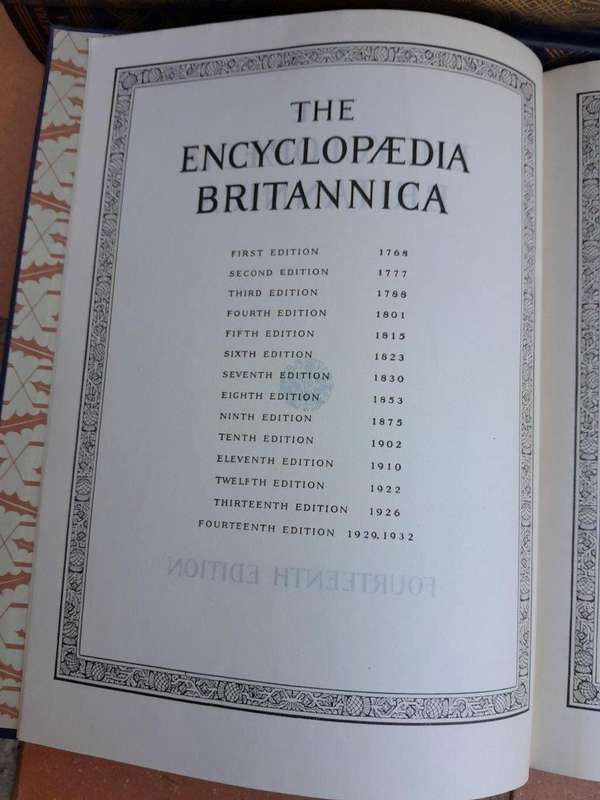 THE
ENCYCLOPÆDIA
BRITANNICA
FIRST EDITION 1768
SECOND EDITION 1777
THIRD EDITION 1788
FOURTH EDITION 1801
FIFTH EDITION 1815
SIXTH EDITION 1823
SEVENTH EDITION 1830
EIGHTH EDITION 1853
NINTH EDITION 1875
TENTH EDITION 1902
ELEVENTH EDITION 1910
TWELFTH EDITION 1922
THIRTEENTH EDITION 1926
FOURTEENTH EDITION 1929, 1932
FOURTEENTH EDITION